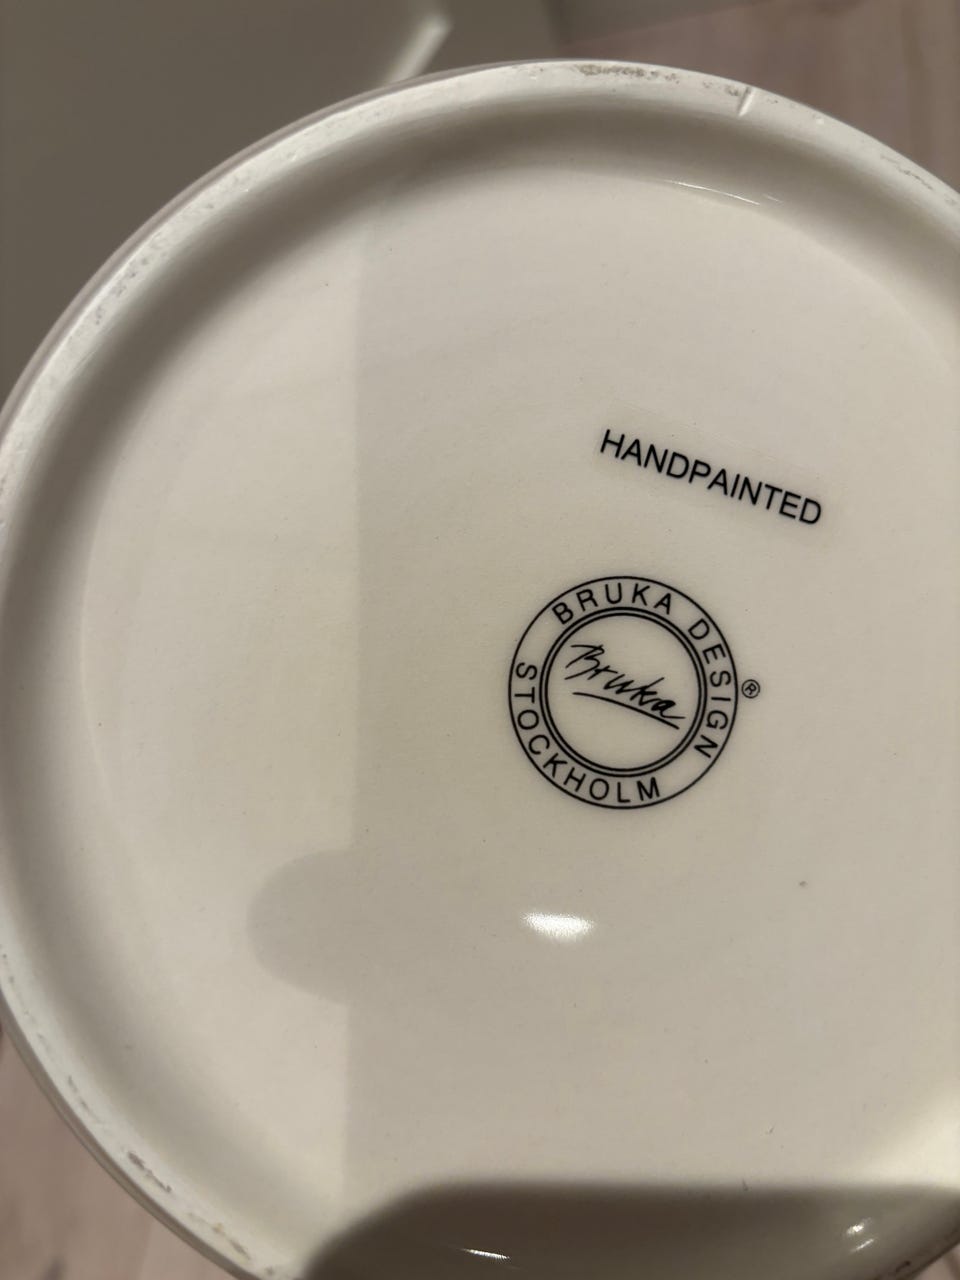 HANDPAINTED
BRUKA DESIGN ®
Bruka
STOCKHOLM